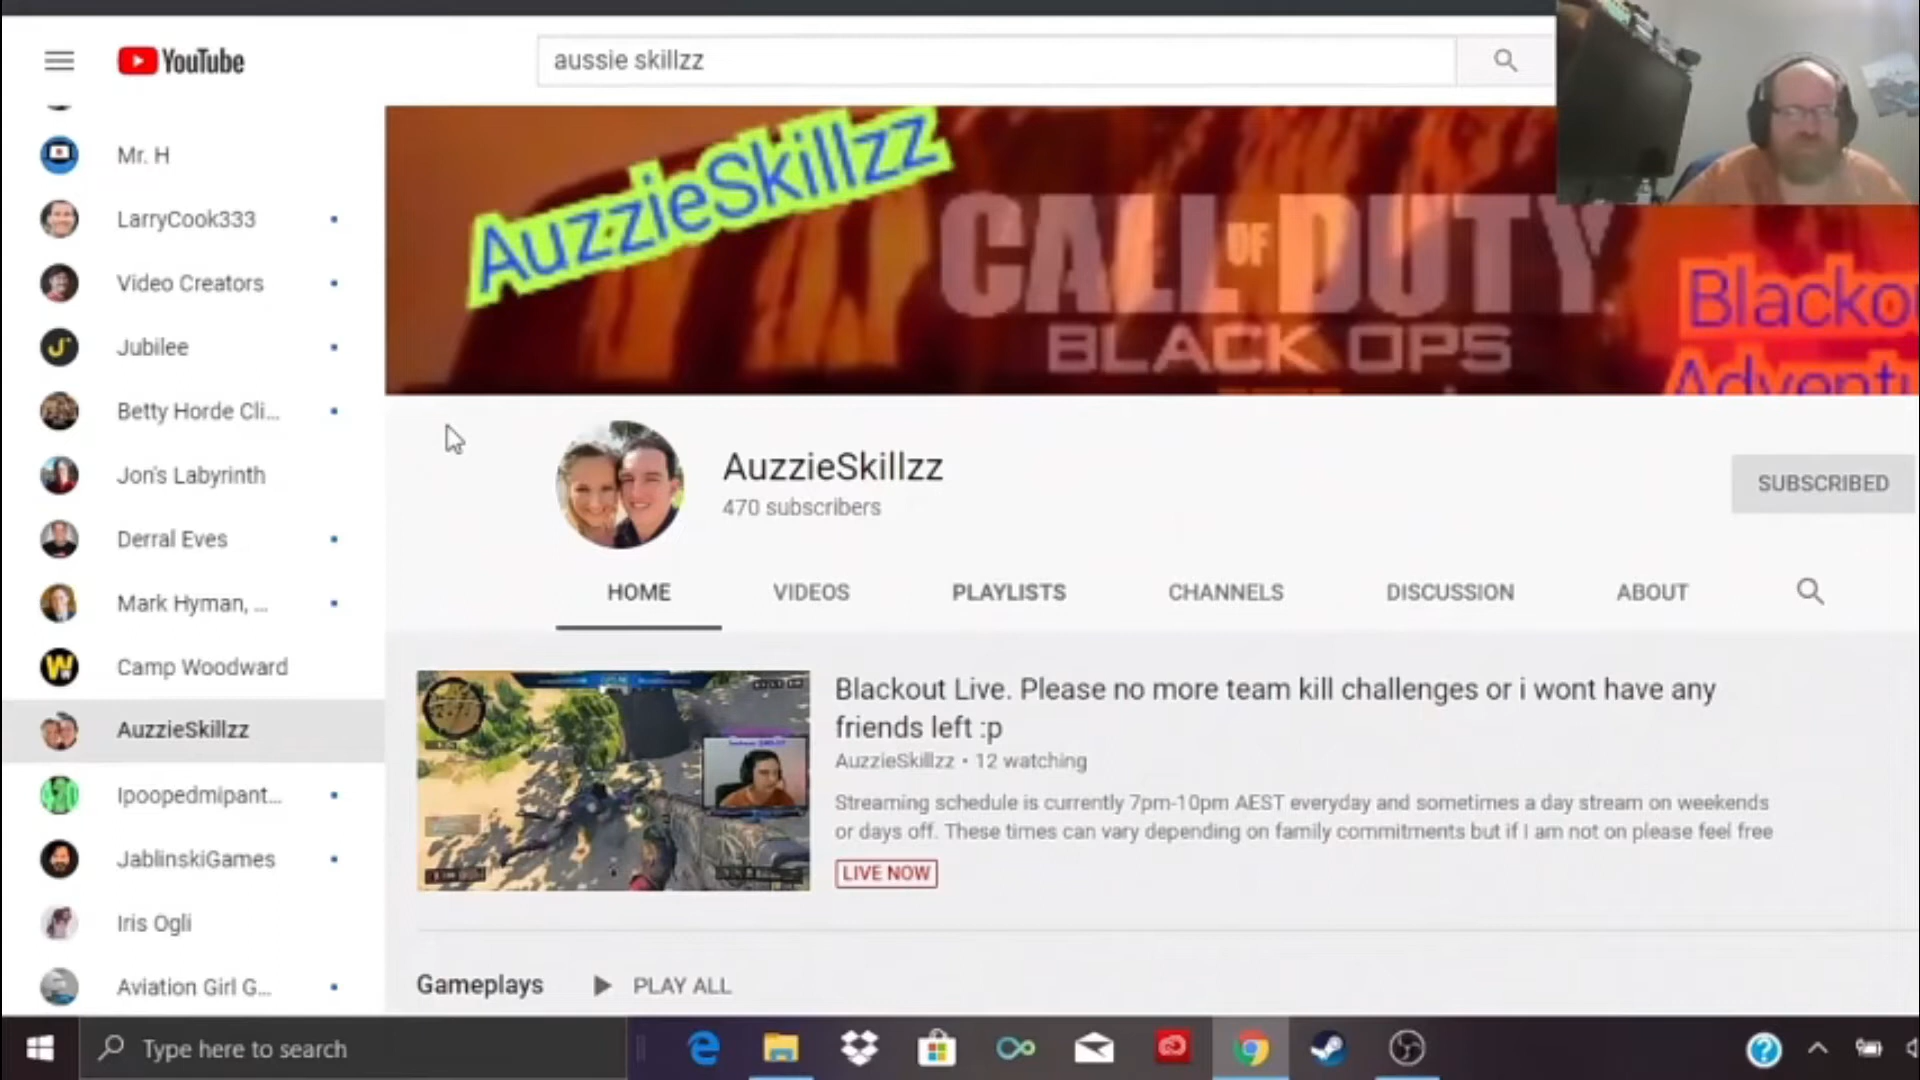 YouTube
aussie skillzz
Mr. H
LarryCook333
Video Creators
Jubilee
Betty Horde Cli...
Jon's Labyrinth
Derral Eves
Mark Hyman, ...
Camp Woodward
AuzzieSkillzz
Ipoopedmipant...
JablinskiGames
Iris Ogli
Aviation Girl G...
AuzzieSkillzz
CALL OF DUTY
BLACK OPS
Blackou
Adventu
AuzzieSkillzz
470 subscribers
SUBSCRIBED
HOME
VIDEOS
PLAYLISTS
CHANNELS
DISCUSSION
ABOUT
Blackout Live. Please no more team kill challenges or i wont have any
friends left :p
AuzzieSkillzz • 12 watching
Streaming schedule is currently 7pm-10pm AEST everyday and sometimes a day stream on weekends
or days off. These times can vary depending on family commitments but if I am not on please feel free
LIVE NOW
Gameplays
PLAY ALL
Type here to search